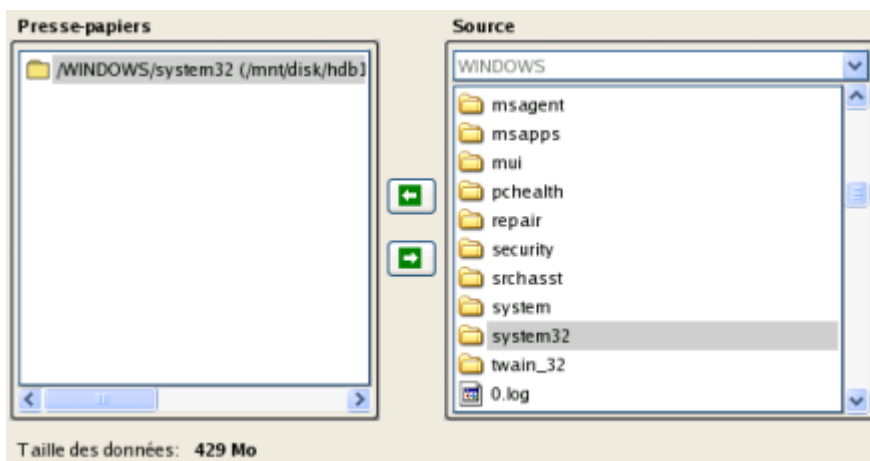 Presse-papiers
/WINDOWS/system32 (/mnt/disk/hdb1
Source
WINDOWS
msagent
msapps
mui
pchealth
repair
security
srchasst
system
system32
twain_32
0.log
Taille des données: 429 Mo